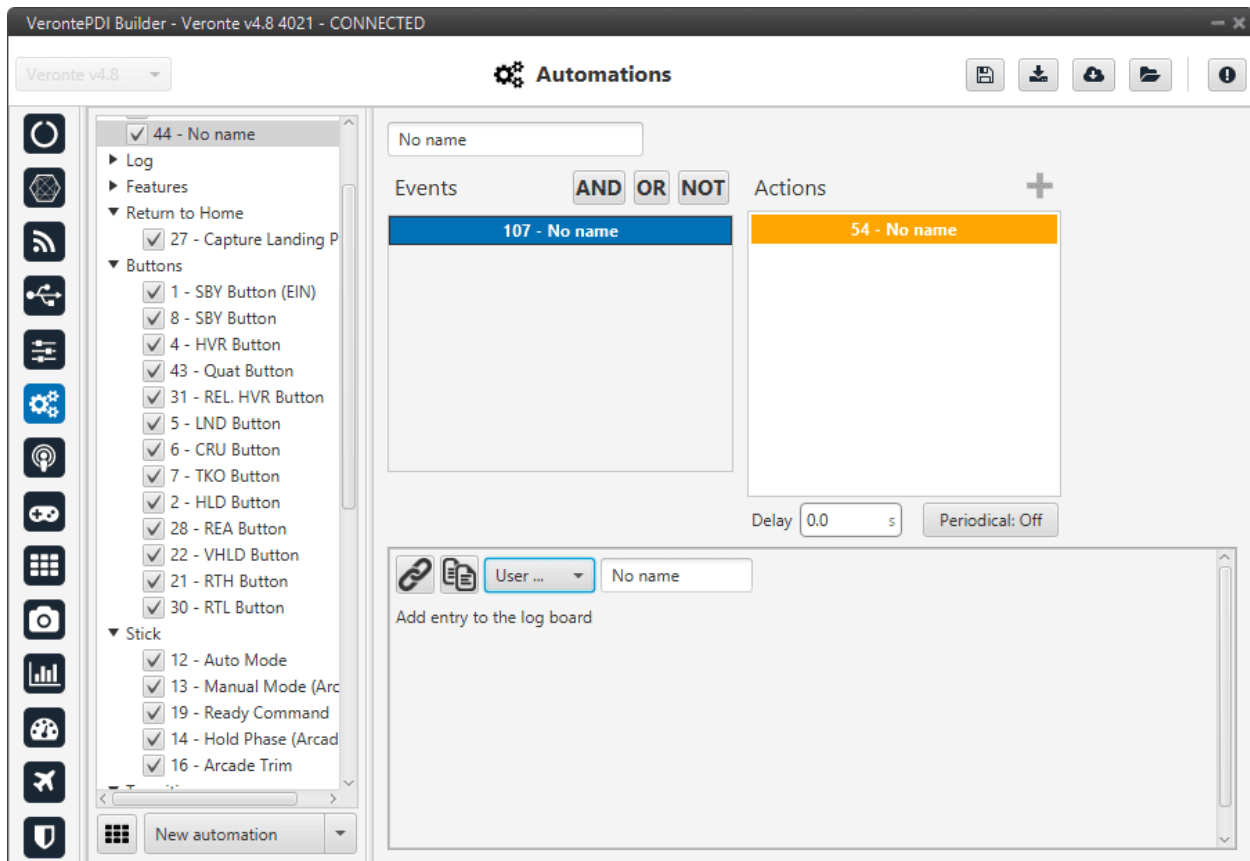 VerontePDI Builder - Veronte v4.8 4021 - CONNECTED
Veronte v4.8
Automations
44 - No name
Log
Features
Return to Home
27 - Capture Landing P
Buttons
1 - SBY Button (EIN)
8 - SBY Button
4 - HVR Button
43 - Quat Button
31 - REL. HVR Button
5 - LND Button
6 - CRU Button
7 - TKO Button
2 - HLD Button
28 - REA Button
22 - VHLD Button
21 - RTH Button
30 - RTL Button
Stick
12 - Auto Mode
13 - Manual Mode (Arc
19 - Ready Command
14 - Hold Phase (Arcad
16 - Arcade Trim
New automation
No name
Events AND OR NOT
107 - No name
Actions
54 - No name
Delay 0.0 s Periodical: Off
User ... No name
Add entry to the log board